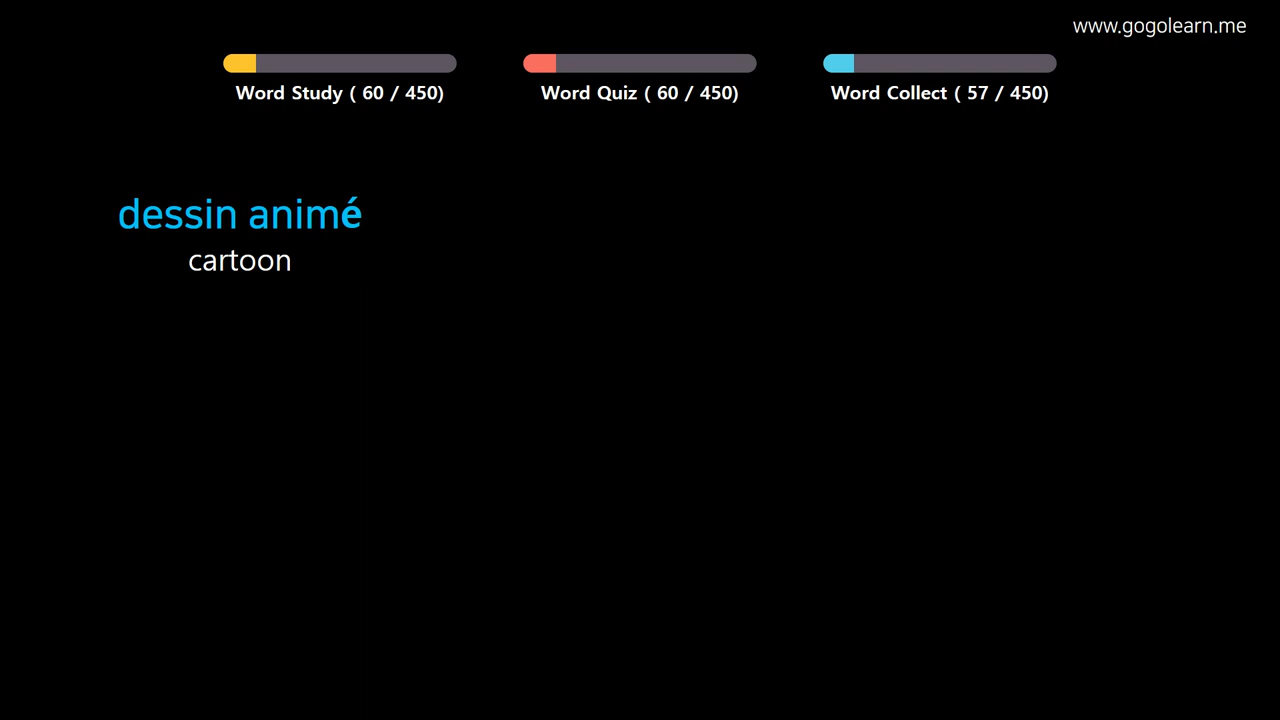 www.gogolearn.me
Word Study ( 60 / 450)
Word Quiz ( 60 / 450)
Word Collect ( 57 / 450)
dessin animé
cartoon